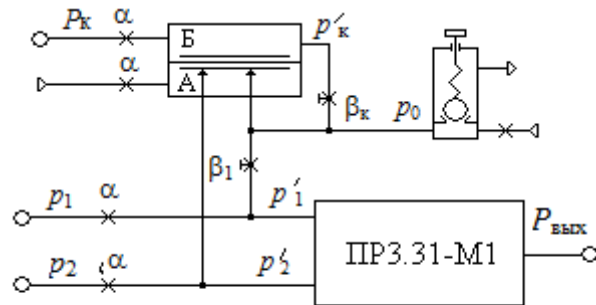 Pк α Б p′к
α А βк p0
β1
p1 α p′1 Pвых
ПР3.31-М1
p2 α p′2